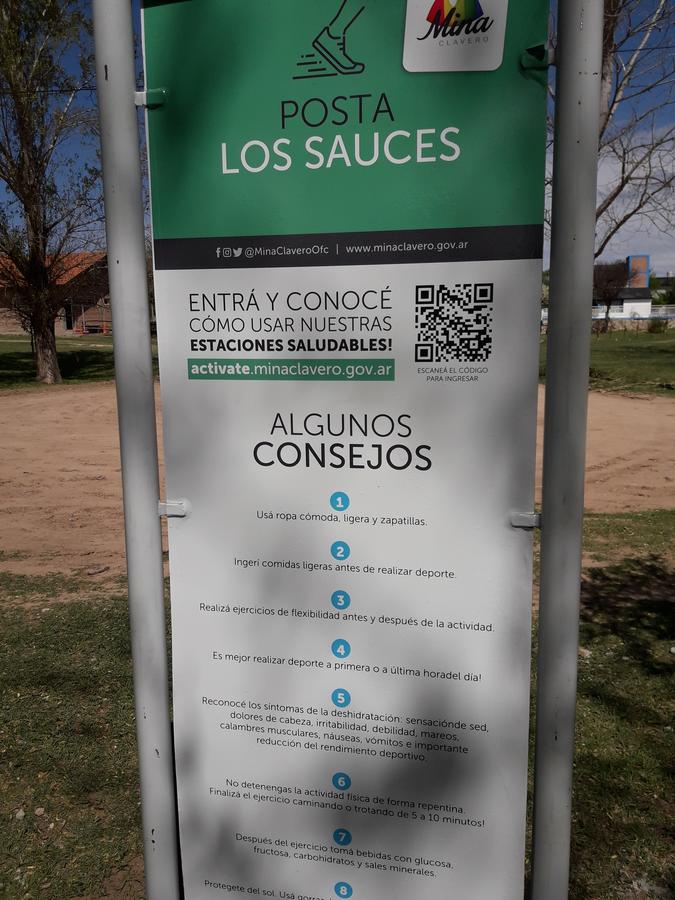 Mina
CLAVERO
POSTA
LOS SAUCES
@MinaClaveroOfc | www.minaclavero.gov.ar
ENTRÁ Y CONOCÉ
CÓMO USAR NUESTRAS
ESTACIONES SALUDABLES!
activate.minaclavero.gov.ar
ESCANEÁ EL CÓDIGO
PARA INGRESAR
ALGUNOS
CONSEJOS
1
Usá ropa cómoda, ligera y zapatillas.
2
Ingerí comidas ligeras antes de realizar deporte.
3
Realizá ejercicios de flexibilidad antes y después de la actividad.
4
Es mejor realizar deporte a primera o a última horadel día!
5
Reconocé los síntomas de la deshidratación: sensaciónde sed,
dolores de cabeza, irritabilidad, debilidad, mareos,
calambres musculares, náuseas, vómitos e importante
reducción del rendimiento deportivo.
6
No detenengas la actividad física de forma repentina.
Finalizá el ejercicio caminando o trotando de 5 a 10 minutos!
7
Después del ejercicio tomá bebidas con glucosa,
fructosa, carbohidratos y sales minerales.
8
Protegete del sol. Usá